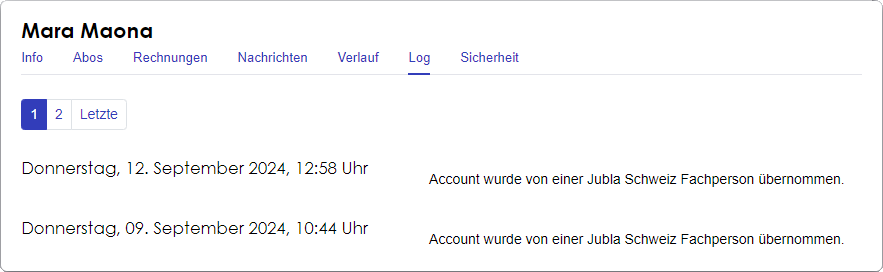 Mara Maona
Info Abos Rechnungen Nachrichten Verlauf Log Sicherheit
1 2 Letzte
Donnerstag, 12. September 2024, 12:58 Uhr
Account wurde von einer Jubla Schweiz Fachperson übernommen.
Donnerstag, 09. September 2024, 10:44 Uhr
Account wurde von einer Jubla Schweiz Fachperson übernommen.